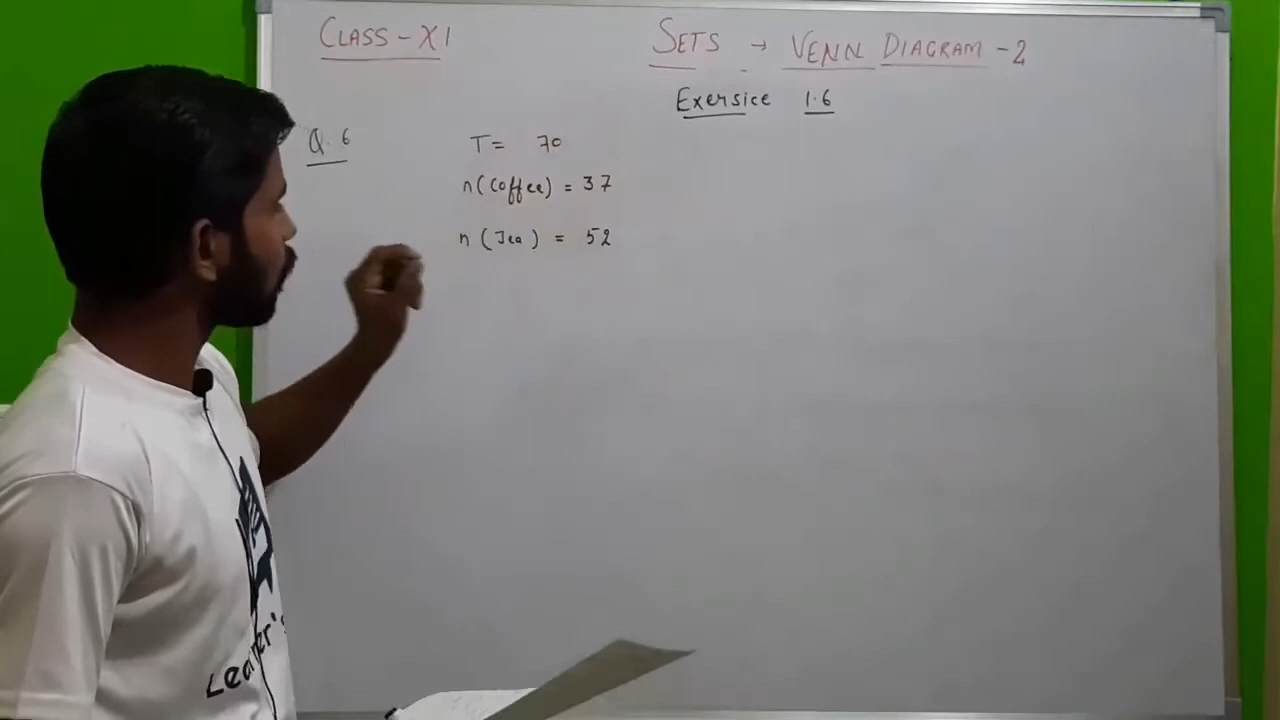 CLASS - XI
SETS → VENN DIAGRAM - 2
Exersice 1.6
Q. 6
T = 70
n(Coffee) = 37
n(Tea) = 52